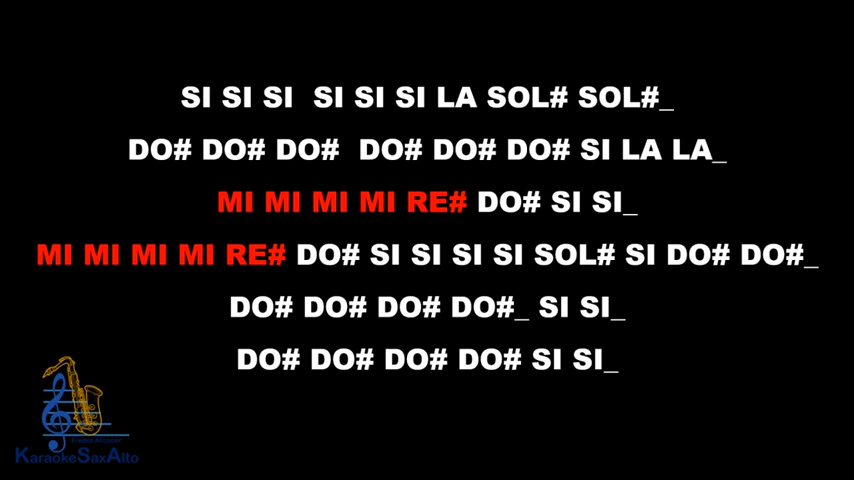 SI SI SI SI SI SI LA SOL# SOL#_
DO# DO# DO# DO# DO# DO# SI LA LA_
MI MI MI MI RE# DO# SI SI_
MI MI MI MI RE# DO# SI SI SI SI SOL# SI DO# DO#_
DO# DO# DO# DO#_ SI SI_
DO# DO# DO# DO# SI SI_
KaraokeSaxAlto